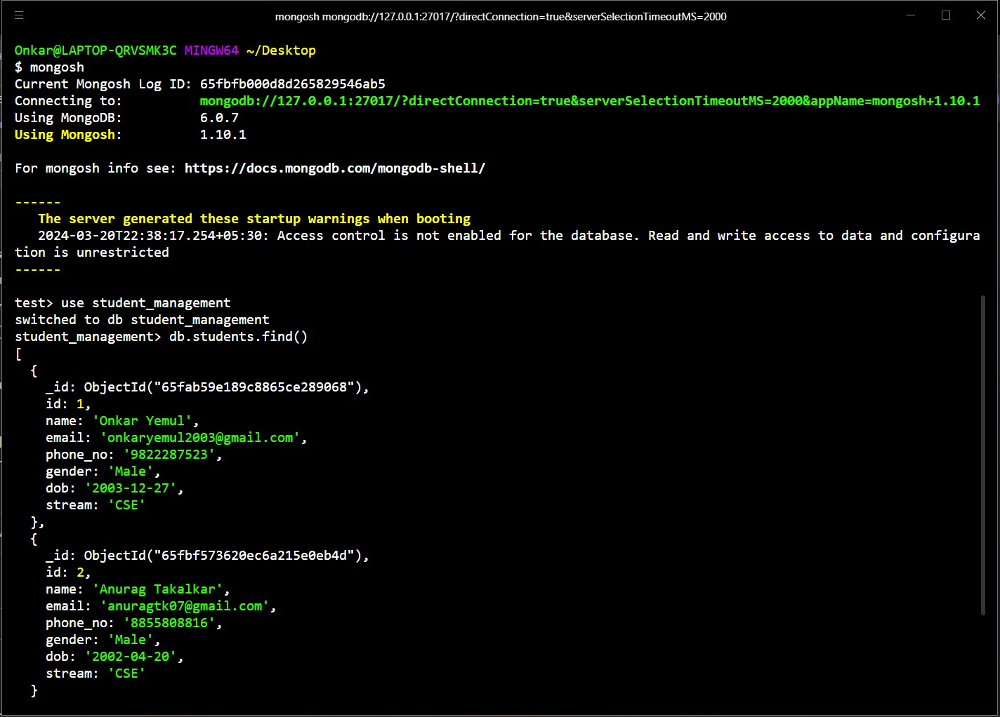 mongosh mongodb://127.0.0.1:27017/?directConnection=true&serverSelectionTimeoutMS=2000
Onkar@LAPTOP-QRVSMK3C MINGW64 ~/Desktop
$ mongosh
Current Mongosh Log ID: 65fbfb000d8d265829546ab5
Connecting to: mongodb://127.0.0.1:27017/?directConnection=true&serverSelectionTimeoutMS=2000&appName=mongosh+1.10.1
Using MongoDB: 6.0.7
Using Mongosh: 1.10.1
For mongosh info see: https://docs.mongodb.com/mongodb-shell/
------
The server generated these startup warnings when booting
2024-03-20T22:38:17.254+05:30: Access control is not enabled for the database. Read and write access to data and configura
tion is unrestricted
------
test> use student_management
switched to db student_management
student_management> db.students.find()
[
{
_id: ObjectId("65fab59e189c8865ce289068"),
id: 1,
name: 'Onkar Yemul',
email: 'onkaryemul2003@gmail.com',
phone_no: '9822287523',
gender: 'Male',
dob: '2003-12-27',
stream: 'CSE'
},
{
_id: ObjectId("65fbf573620ec6a215e0eb4d"),
id: 2,
name: 'Anurag Takalkar',
email: 'anuragtk07@gmail.com',
phone_no: '8855808816',
gender: 'Male',
dob: '2002-04-20',
stream: 'CSE'
}